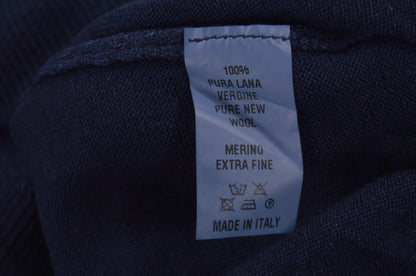 100%
PURA LANA
VERGINE
PURE NEW
WOOL
MERINO
EXTRA FINE
MADE IN ITALY